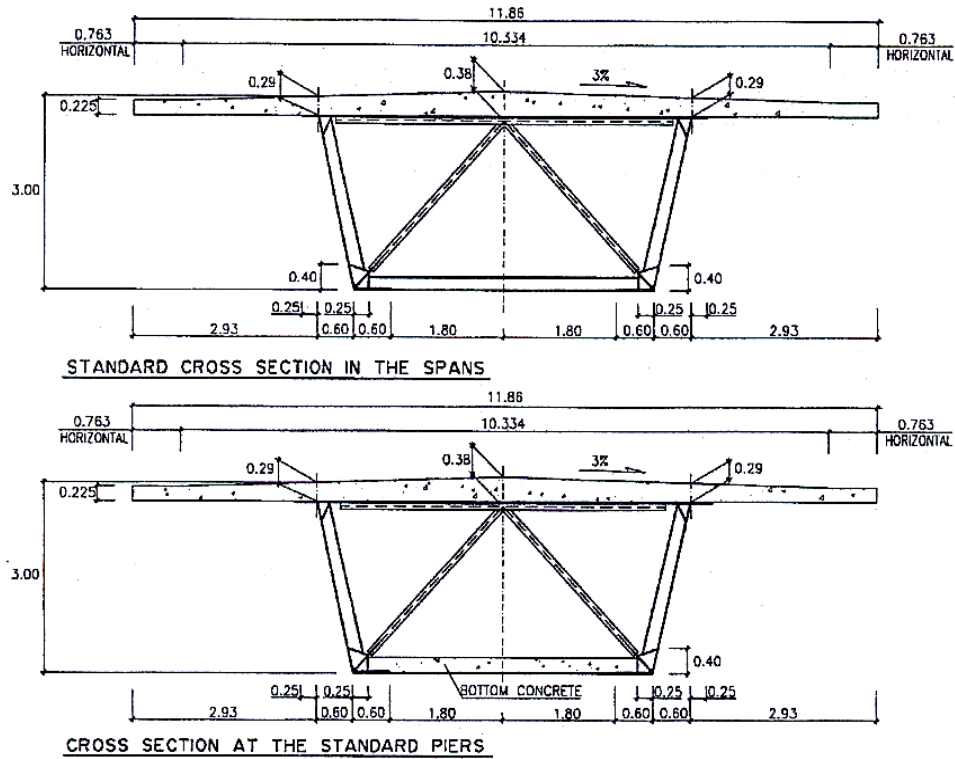 11.86
0.763 10.334 0.763
HORIZONTAL HORIZONTAL
0.29 0.38 3% 0.29
0.225
3.00
0.40 0.40
0.25 0.25 0.25 0.25
2.93 0.60 0.60 1.80 1.80 0.60 0.60 2.93
STANDARD CROSS SECTION IN THE SPANS
11.86
0.763 10.334 0.763
HORIZONTAL HORIZONTAL
0.29 0.38 3% 0.29
0.225
3.00
0.40
0.25 0.25 BOTTOM CONCRETE 0.25 0.25
2.93 0.60 0.60 1.80 1.80 0.60 0.60 2.93
CROSS SECTION AT THE STANDARD PIERS